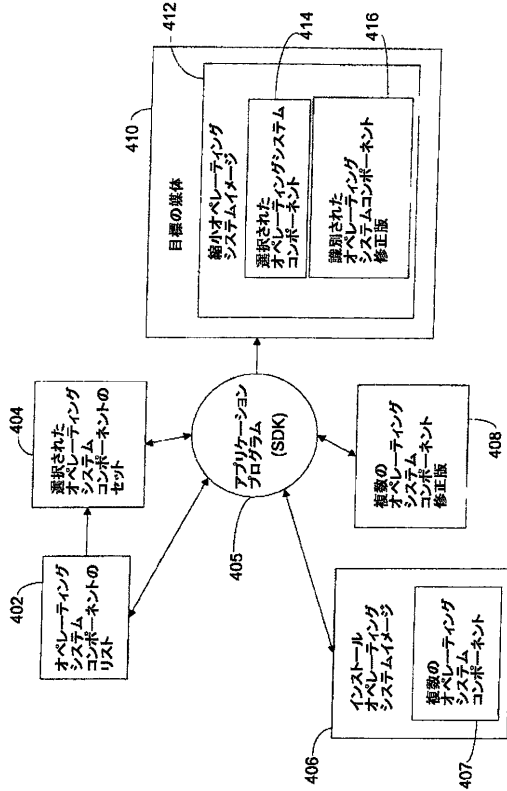 402
オペレーティング
システム
コンポーネントの
リスト
404
選択された
オペレーティング
システム
コンポーネントの
セット
410
目標の媒体
412
縮小オペレーティング
システムイメージ
414
選択された
オペレーティングシステム
コンポーネント
416
識別された
オペレーティング
システムコンポーネント
修正版
405
アプリケーション
プログラム
(SDK)
406
インストール
オペレーティング
システムイメージ
407
複数の
オペレーティング
システム
コンポーネント
408
複数の
オペレーティング
システム
コンポーネント
修正版